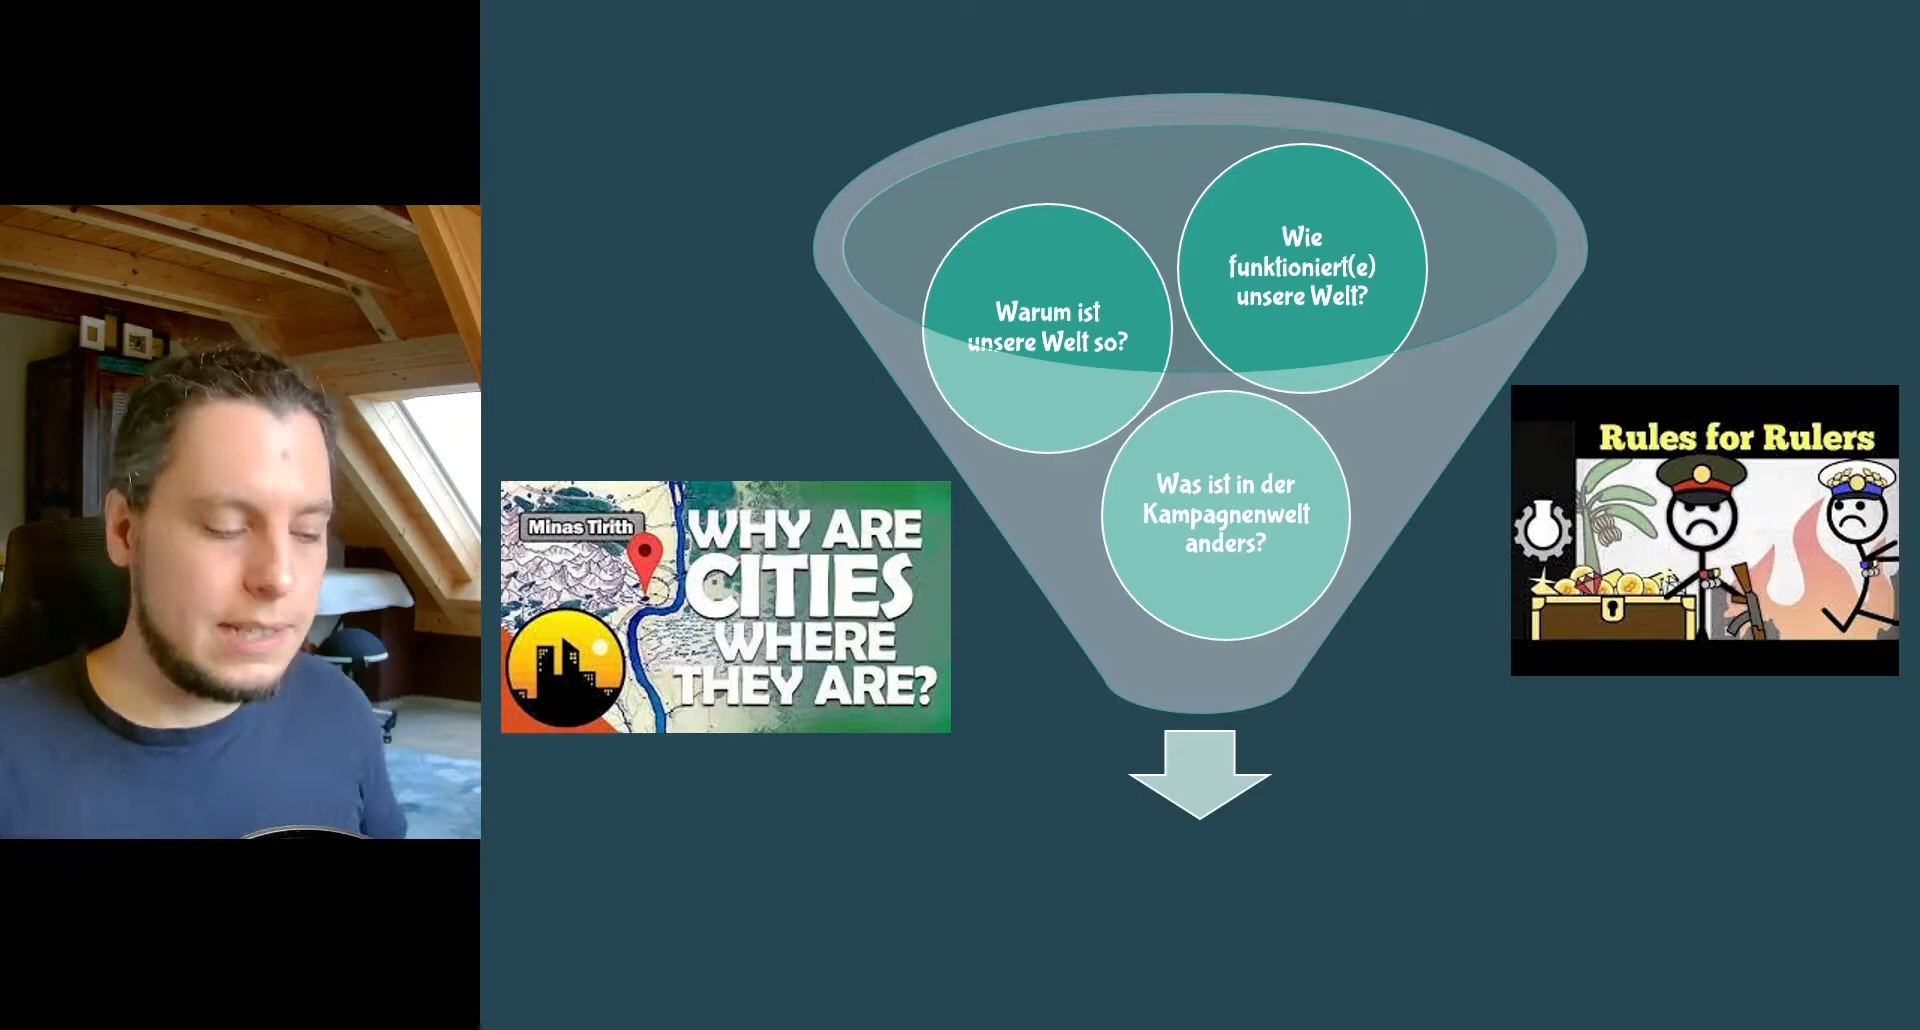 Wie
funktioniert(e)
unsere Welt?
Warum ist
unsere Welt so?
Was ist in der
Kampagnenwelt
anders?
Minas Tirith
WHY ARE
CITIES
WHERE
THEY ARE?
Rules for Rulers